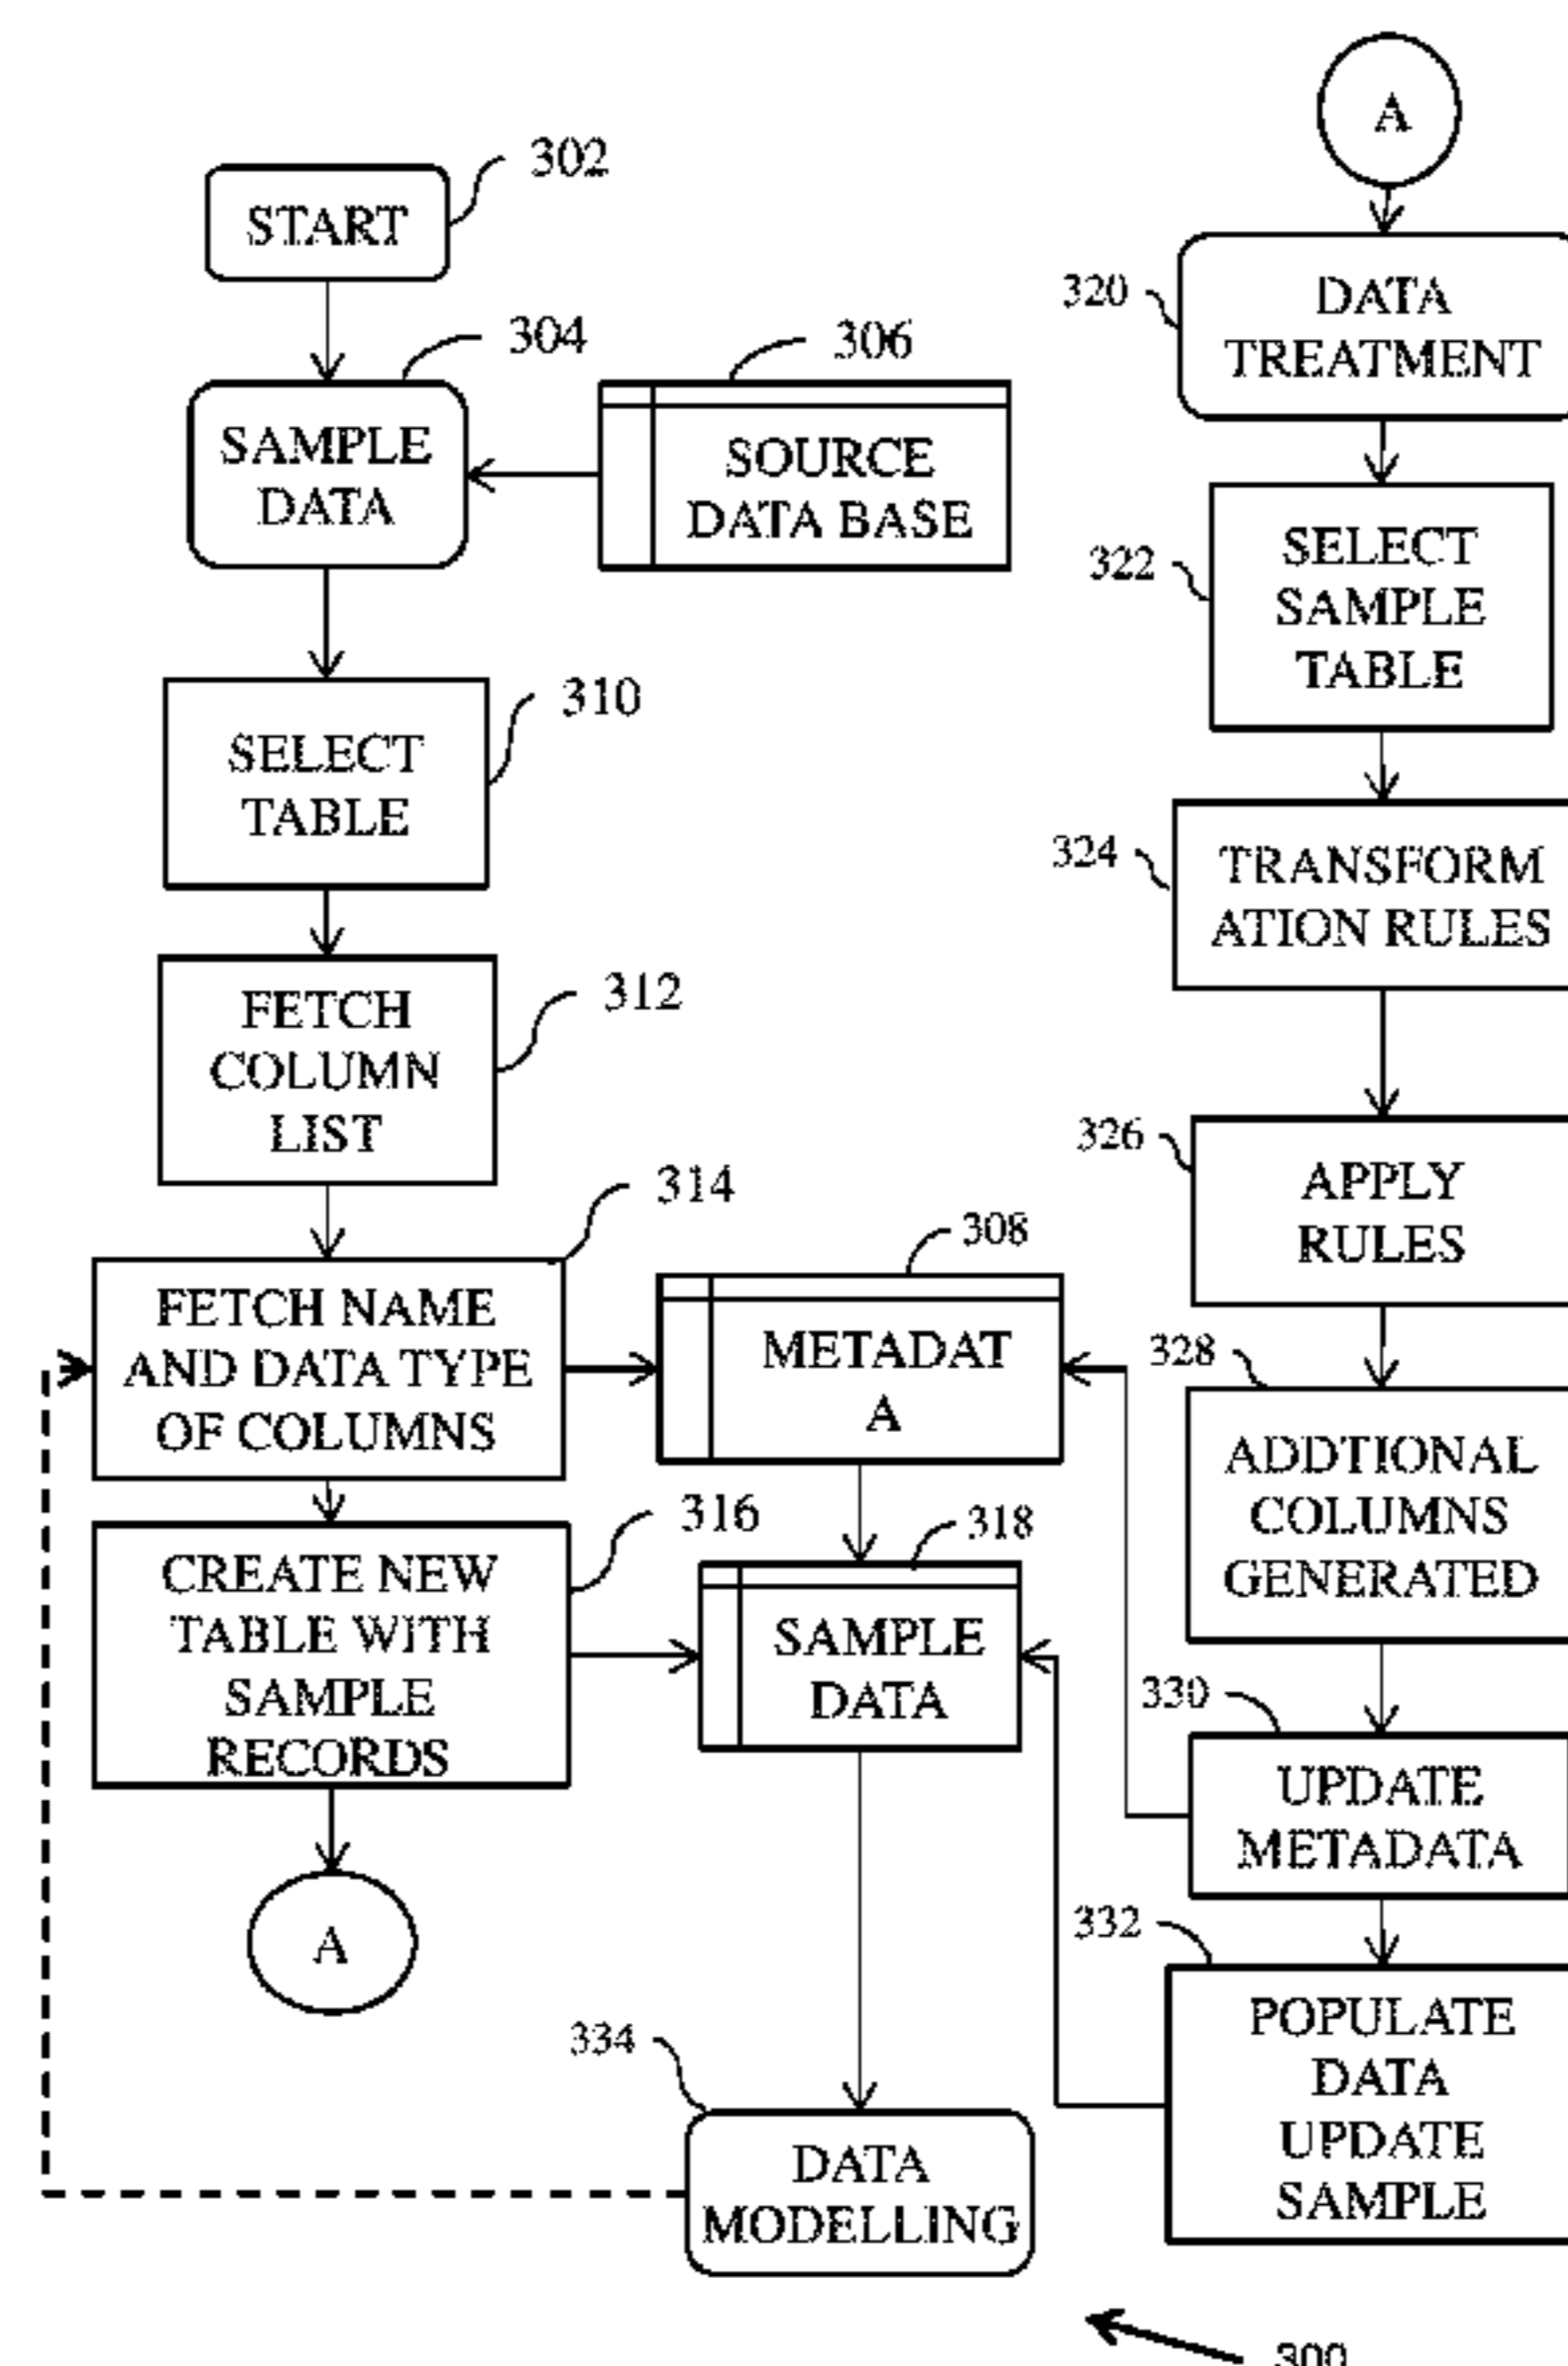 302
START
304
SAMPLE
DATA
306
SOURCE
DATA BASE
310
SELECT
TABLE
312
FETCH
COLUMN
LIST
314
FETCH NAME
AND DATA TYPE
OF COLUMNS
308
METADAT
A
316
CREATE NEW
TABLE WITH
SAMPLE
RECORDS
318
SAMPLE
DATA
A
334
DATA
MODELLING
A
320
DATA
TREATMENT
322
SELECT
SAMPLE
TABLE
324
TRANSFORM
ATION RULES
326
APPLY
RULES
328
ADDTIONAL
COLUMNS
GENERATED
330
UPDATE
METADATA
332
POPULATE
DATA
UPDATE
SAMPLE
300